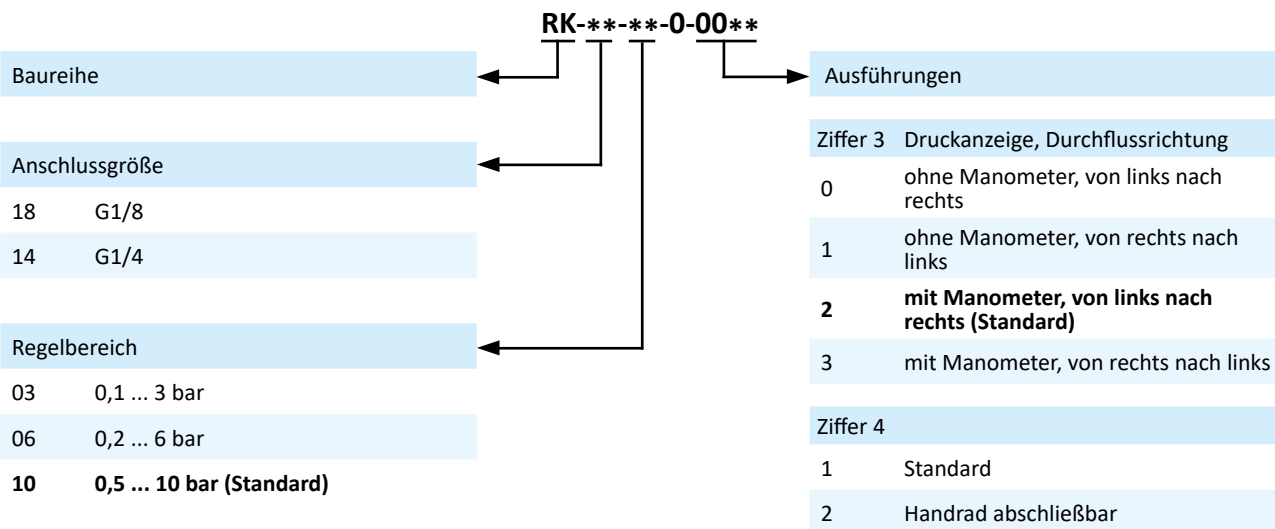 RK-**-**-0-00**
Baureihe
Anschlussgröße
18 G1/8
14 G1/4
Regelbereich
03 0,1 ... 3 bar
06 0,2 ... 6 bar
10 0,5 ... 10 bar (Standard)
Ausführungen
Ziffer 3 Druckanzeige, Durchflussrichtung
0 ohne Manometer, von links nach
rechts
1 ohne Manometer, von rechts nach
links
2 mit Manometer, von links nach
rechts (Standard)
3 mit Manometer, von rechts nach links
Ziffer 4
1 Standard
2 Handrad abschließbar